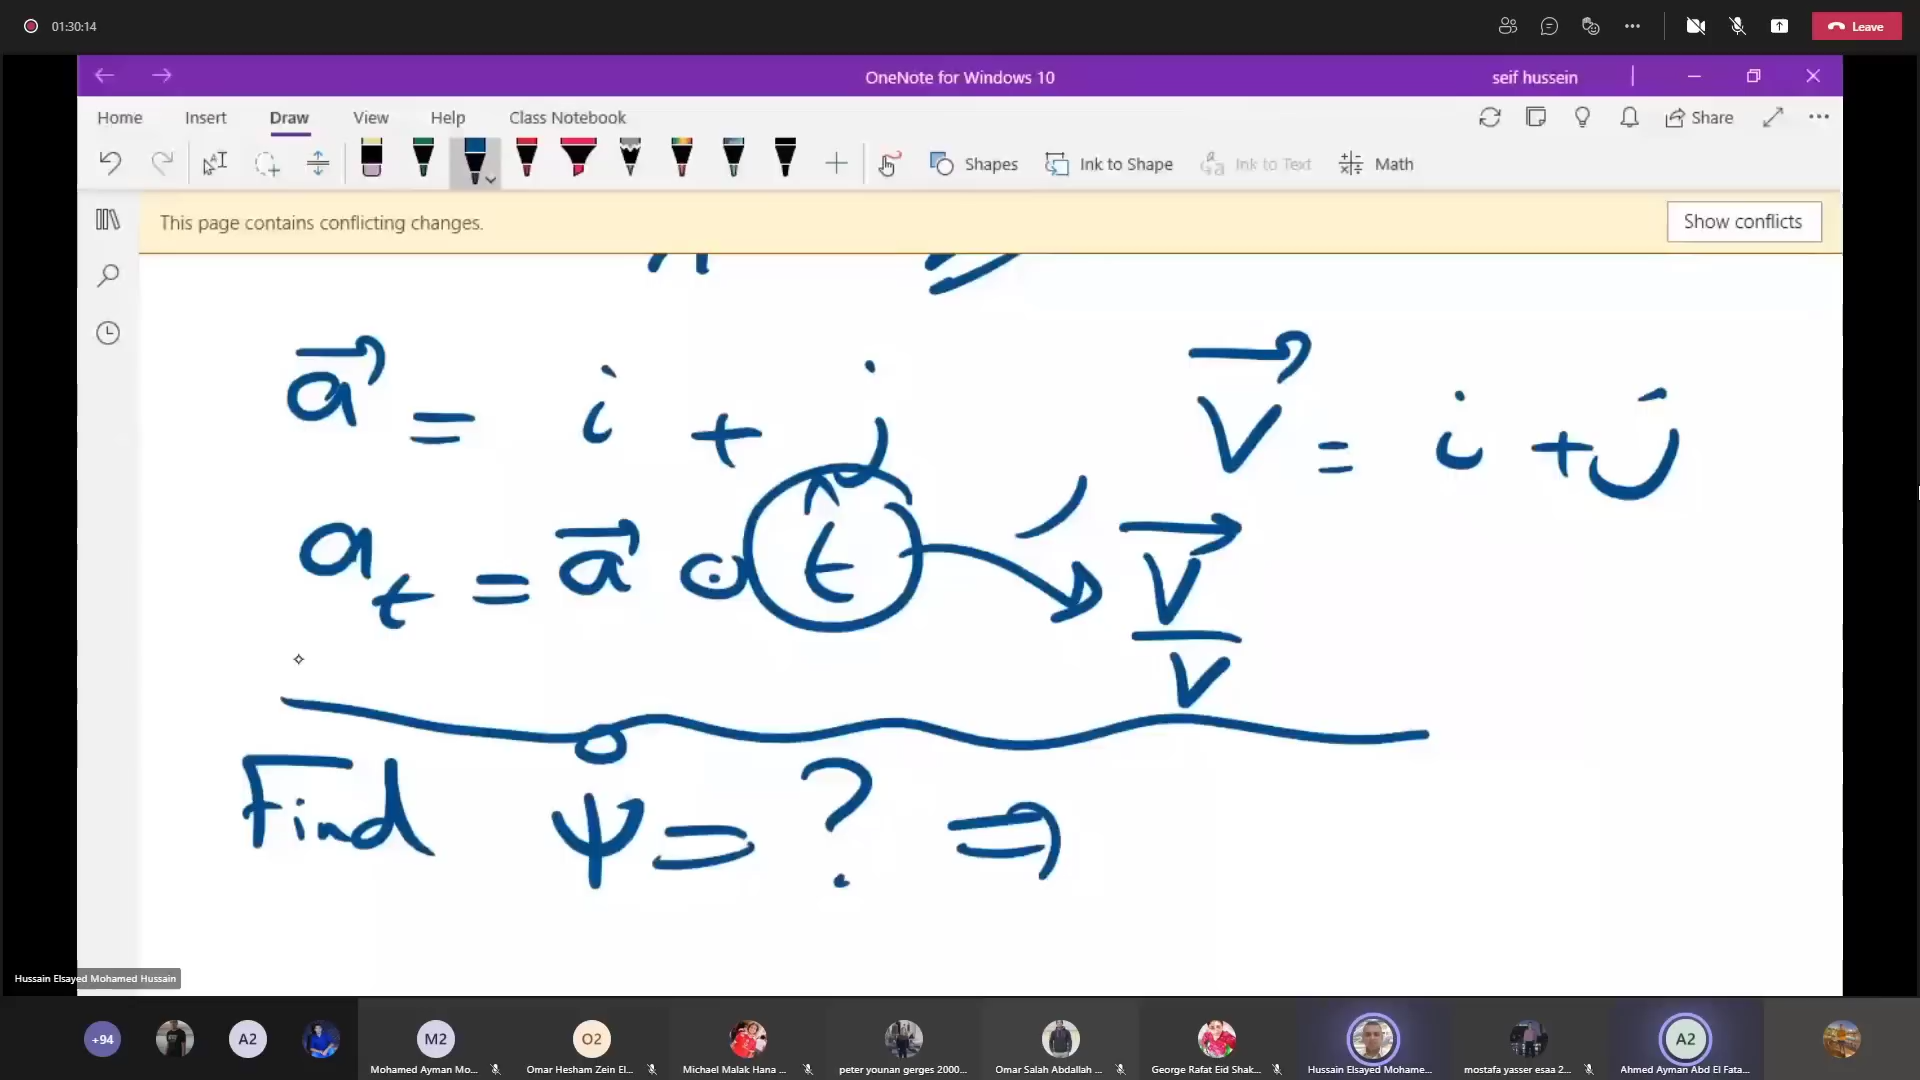 01:30:14
Leave
OneNote for Windows 10
seif hussein
Home Insert Draw View Help Class Notebook
Share
Shapes Ink to Shape Ink to Text Math
This page contains conflicting changes.
Show conflicts
a⃗ = i + j
V⃗ = i + j
aₜ = a⃗ ⊙ t̂
V⃗
V
Find ψ = ? ⇒
Hussain Elsayed Mohamed Hussain
+94
A2
M2
O2
A2
Mohamed Ayman Mo...
Omar Hesham Zein El...
Michael Malak Hana ...
peter younan gerges 2000...
Omar Salah Abdallah ...
George Rafat Eid Shak...
Hussain Elsayed Mohame...
mostafa yasser esaa 2...
Ahmed Ayman Abd El Fata...